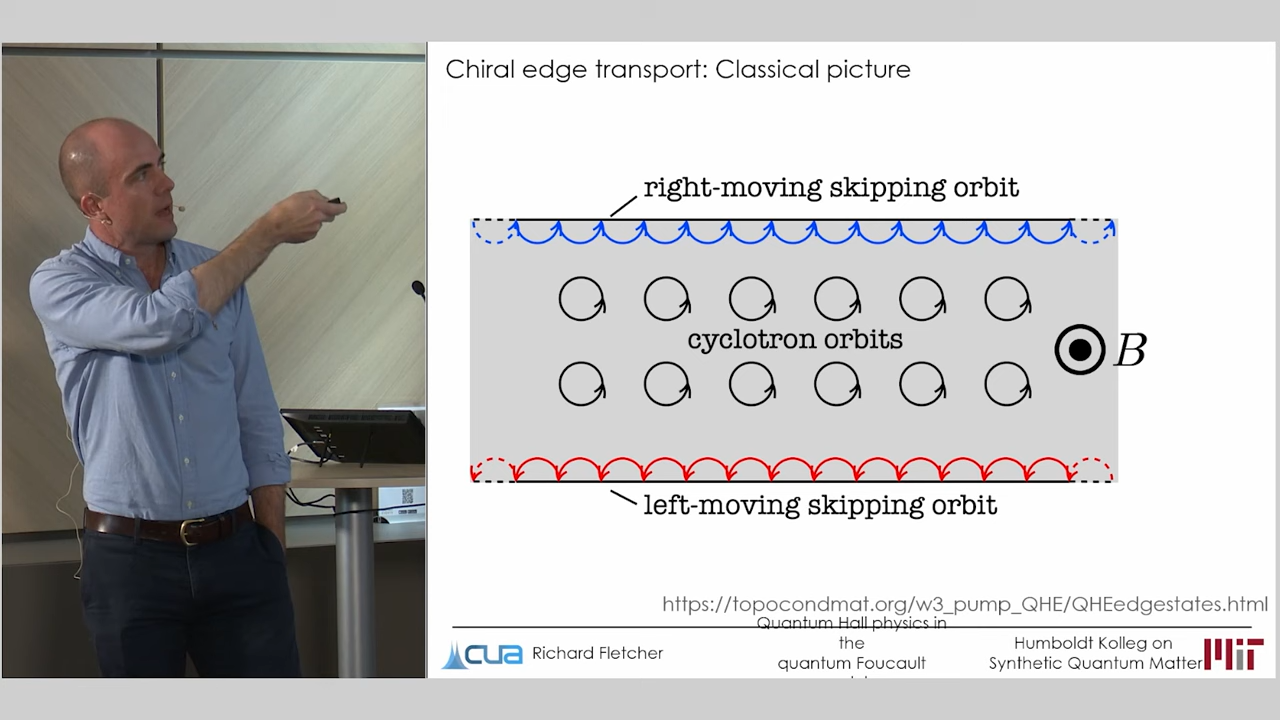 Chiral edge transport: Classical picture
right-moving skipping orbit
cyclotron orbits
B
left-moving skipping orbit
https://topocondmat.org/w3_pump_QHE/QHEedgestates.html
cua
Richard Fletcher
Quantum Hall physics in
the
quantum Foucault
Humboldt Kolleg on
Synthetic Quantum Matter
MIT